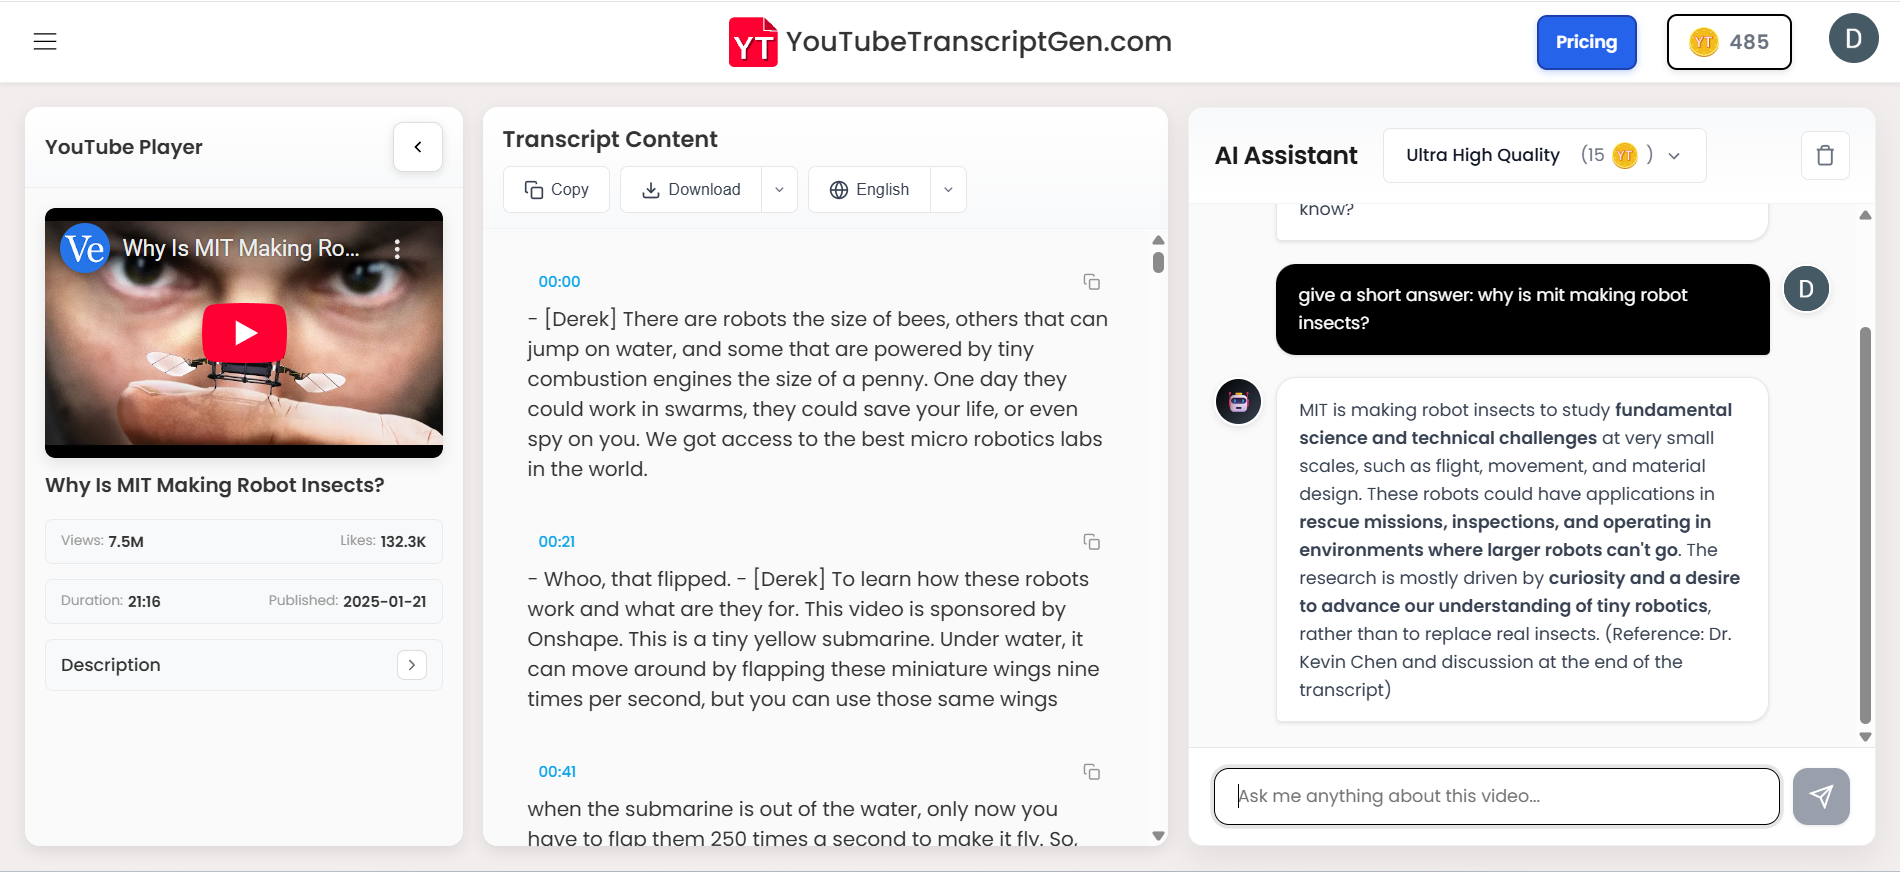 YT YouTubeTranscriptGen.com
Pricing
YT 485
D
YouTube Player
Ve Why Is MIT Making Ro...
Why Is MIT Making Robot Insects?
Views: 7.5M
Likes: 132.3K
Duration: 21:16
Published: 2025-01-21
Description
Transcript Content
Copy
Download
English
00:00
- [Derek] There are robots the size of bees, others that can
jump on water, and some that are powered by tiny
combustion engines the size of a penny. One day they
could work in swarms, they could save your life, or even
spy on you. We got access to the best micro robotics labs
in the world.
00:21
- Whoo, that flipped. - [Derek] To learn how these robots
work and what are they for. This video is sponsored by
Onshape. This is a tiny yellow submarine. Under water, it
can move around by flapping these miniature wings nine
times per second, but you can use those same wings
00:41
when the submarine is out of the water, only now you
have to flap them 250 times a second to make it fly. So,
AI Assistant
Ultra High Quality (15 YT )
know?
give a short answer: why is mit making robot
insects?
D
MIT is making robot insects to study fundamental
science and technical challenges at very small
scales, such as flight, movement, and material
design. These robots could have applications in
rescue missions, inspections, and operating in
environments where larger robots can't go. The
research is mostly driven by curiosity and a desire
to advance our understanding of tiny robotics,
rather than to replace real insects. (Reference: Dr.
Kevin Chen and discussion at the end of the
transcript)
Ask me anything about this video...